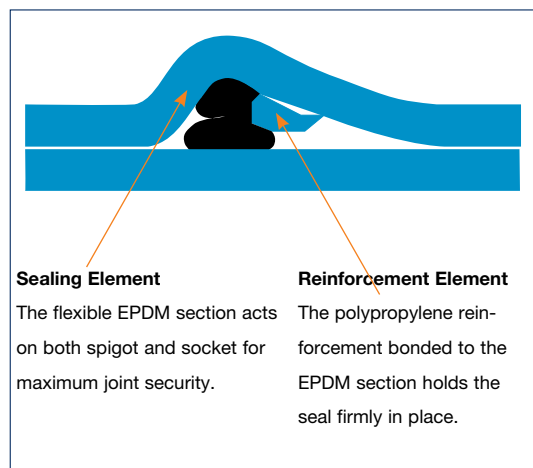 Sealing Element
The flexible EPDM section acts
on both spigot and socket for
maximum joint security.
Reinforcement Element
The polypropylene rein-
forcement bonded to the
EPDM section holds the
seal firmly in place.